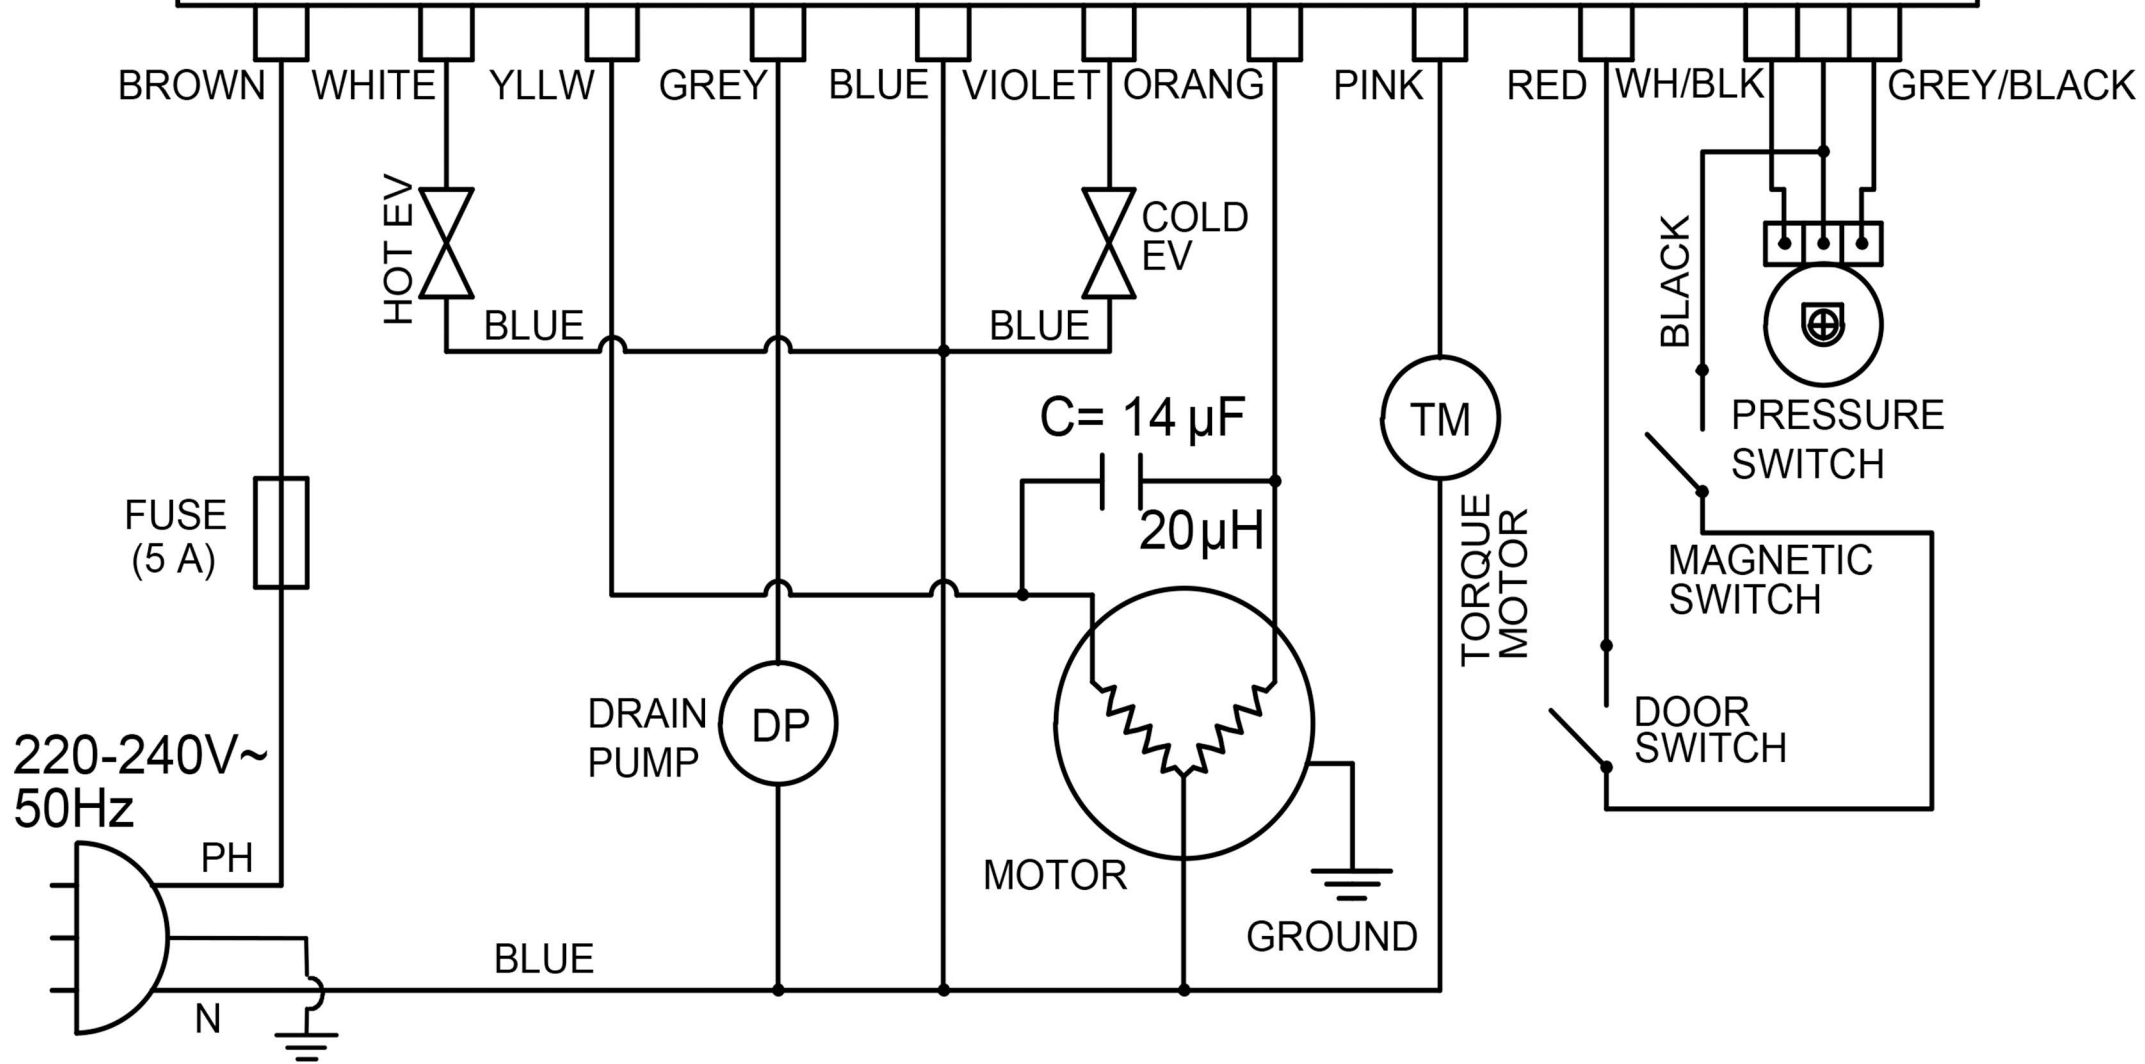 BROWN
WHITE
YLLW
GREY
BLUE
VIOLET
ORANG
PINK
RED
WH/BLK
GREY/BLACK
HOT EV
COLD
EV
BLACK
BLUE
BLUE
C= 14 µF
20 µH
TM
TORQUE
MOTOR
PRESSURE
SWITCH
MAGNETIC
SWITCH
FUSE
(5 A)
DRAIN
PUMP
DP
DOOR
SWITCH
220-240V~
50Hz
PH
MOTOR
GROUND
BLUE
N